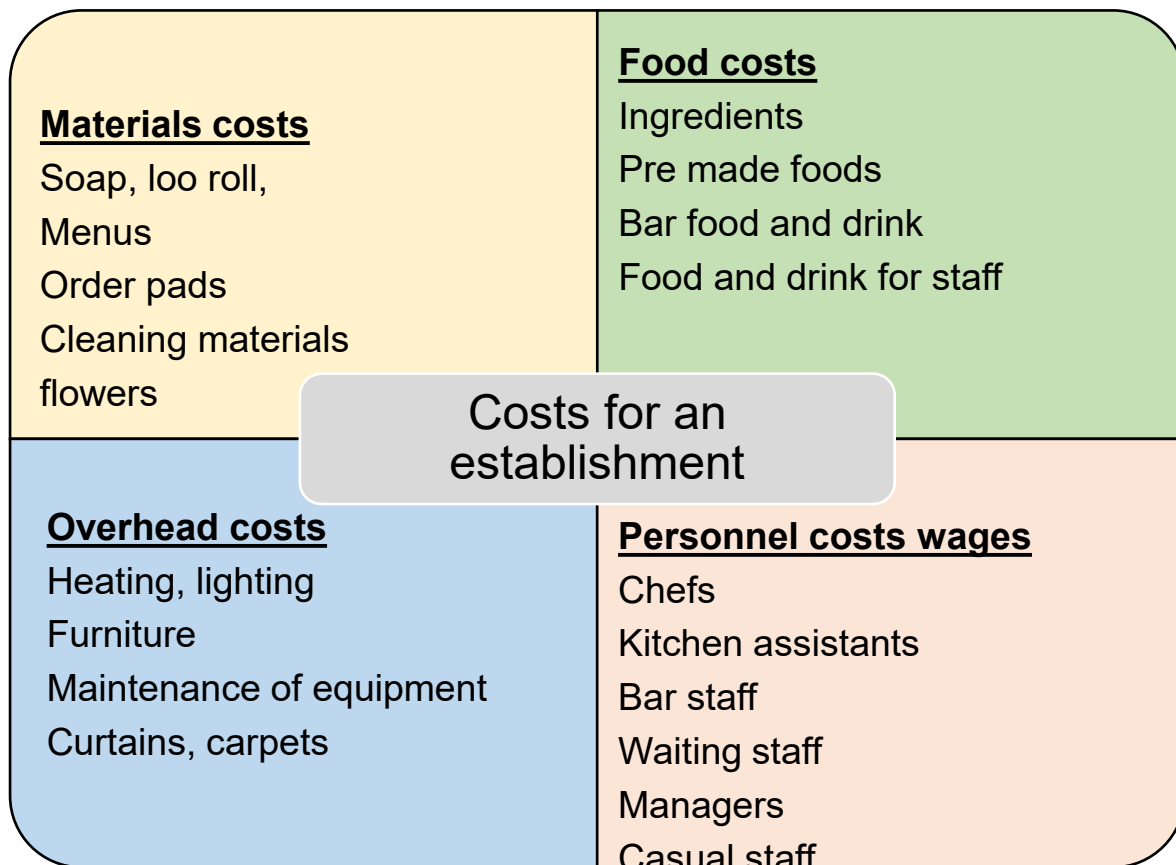 Materials costs
Soap, loo roll,
Menus
Order pads
Cleaning materials
flowers
Food costs
Ingredients
Pre made foods
Bar food and drink
Food and drink for staff
Costs for an
establishment
Overhead costs
Heating, lighting
Furniture
Maintenance of equipment
Curtains, carpets
Personnel costs wages
Chefs
Kitchen assistants
Bar staff
Waiting staff
Managers
Casual staff